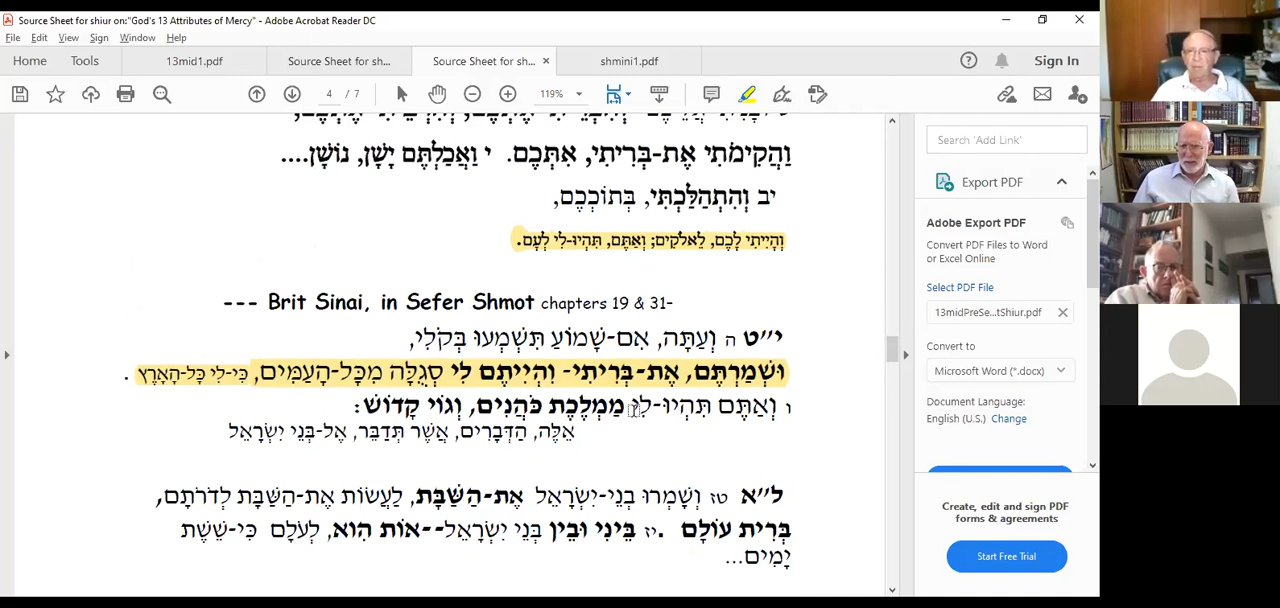 Source Sheet for shiur on:"God's 13 Attributes of Mercy" - Adobe Acrobat Reader DC
File Edit View Sign Window Help
Home Tools 13mid1.pdf Source Sheet for sh... Source Sheet for sh... × shmini1.pdf Sign In
4 / 7 119%
וַהֲקִימֹתִי אֶת-בְּרִיתִי, אִתְּכֶם. י וַאֲכַלְתֶּם יָשָׁן, נוֹשָׁן....
יב וְהִתְהַלַּכְתִּי, בְּתוֹכְכֶם,
וְהָיִיתִי לָכֶם, לֵאלֹקִים; וְאַתֶּם, תִּהְיוּ-לִי לְעָם.
--- Brit Sinai, in Sefer Shmot chapters 19 & 31-
י״ט ה וְעַתָּה, אִם-שָׁמוֹעַ תִּשְׁמְעוּ בְּקֹלִי,
וּשְׁמַרְתֶּם, אֶת-בְּרִיתִי- וִהְיִיתֶם לִי סְגֻלָּה מִכָּל-הָעַמִּים, כִּי-לִי כָּל-הָאָרֶץ .
ו וְאַתֶּם תִּהְיוּ-לִי מַמְלֶכֶת כֹּהֲנִים, וְגוֹי קָדוֹשׁ:
אֵלֶּה, הַדְּבָרִים, אֲשֶׁר תְּדַבֵּר, אֶל-בְּנֵי יִשְׂרָאֵל
ל״א טז וְשָׁמְרוּ בְנֵי-יִשְׂרָאֵל אֶת-הַשַּׁבָּת, לַעֲשׂוֹת אֶת-הַשַּׁבָּת לְדֹרֹתָם,
בְּרִית עוֹלָם. יז בֵּינִי וּבֵין בְּנֵי יִשְׂרָאֵל--אוֹת הִוא, לְעֹלָם כִּי-שֵׁשֶׁת
יָמִים...
Search 'Add Link'
Export PDF
Adobe Export PDF
Convert PDF Files to Word
or Excel Online
Select PDF File
13midPreSe...tShiur.pdf
Convert to
Microsoft Word (*.docx)
Document Language:
English (U.S.) Change
Create, edit and sign PDF
forms & agreements
Start Free Trial